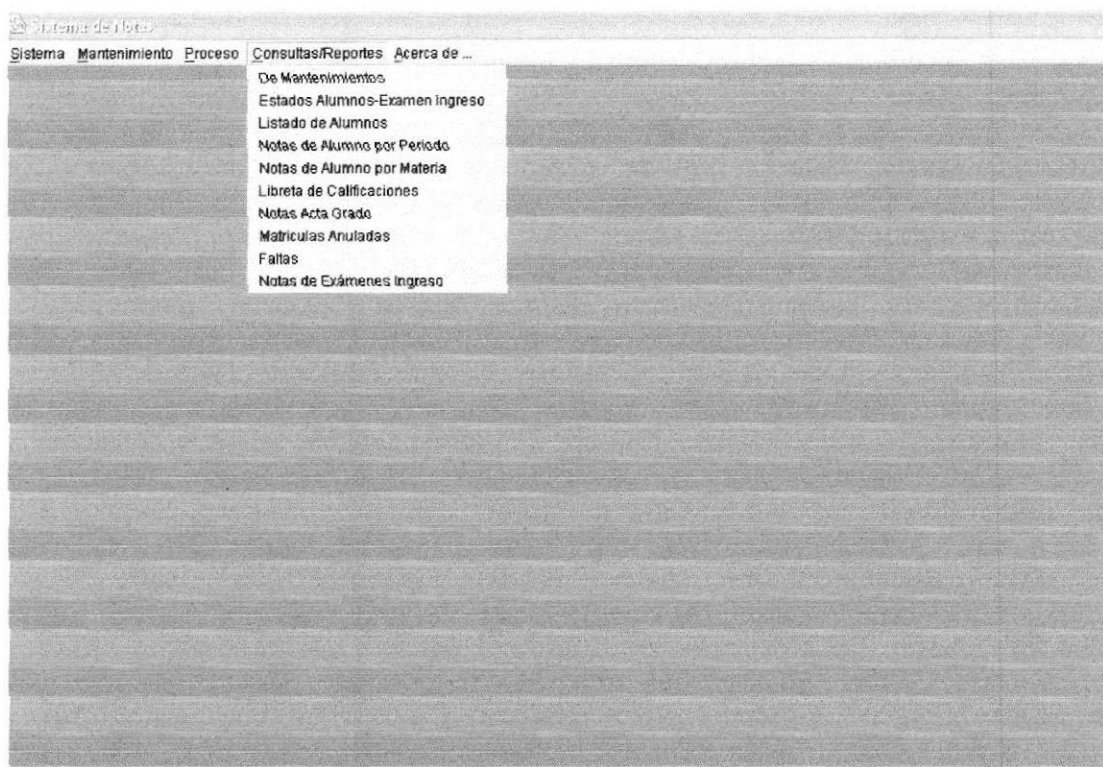 Sistema de Notas
Sistema Mantenimiento Proceso Consultas/Reportes Acerca de ...
De Mantenimientos
Estados Alumnos-Examen Ingreso
Listado de Alumnos
Notas de Alumno por Periodo
Notas de Alumno por Materia
Libreta de Calificaciones
Notas Acta Grado
Matriculas Anuladas
Faltas
Notas de Exámenes Ingreso